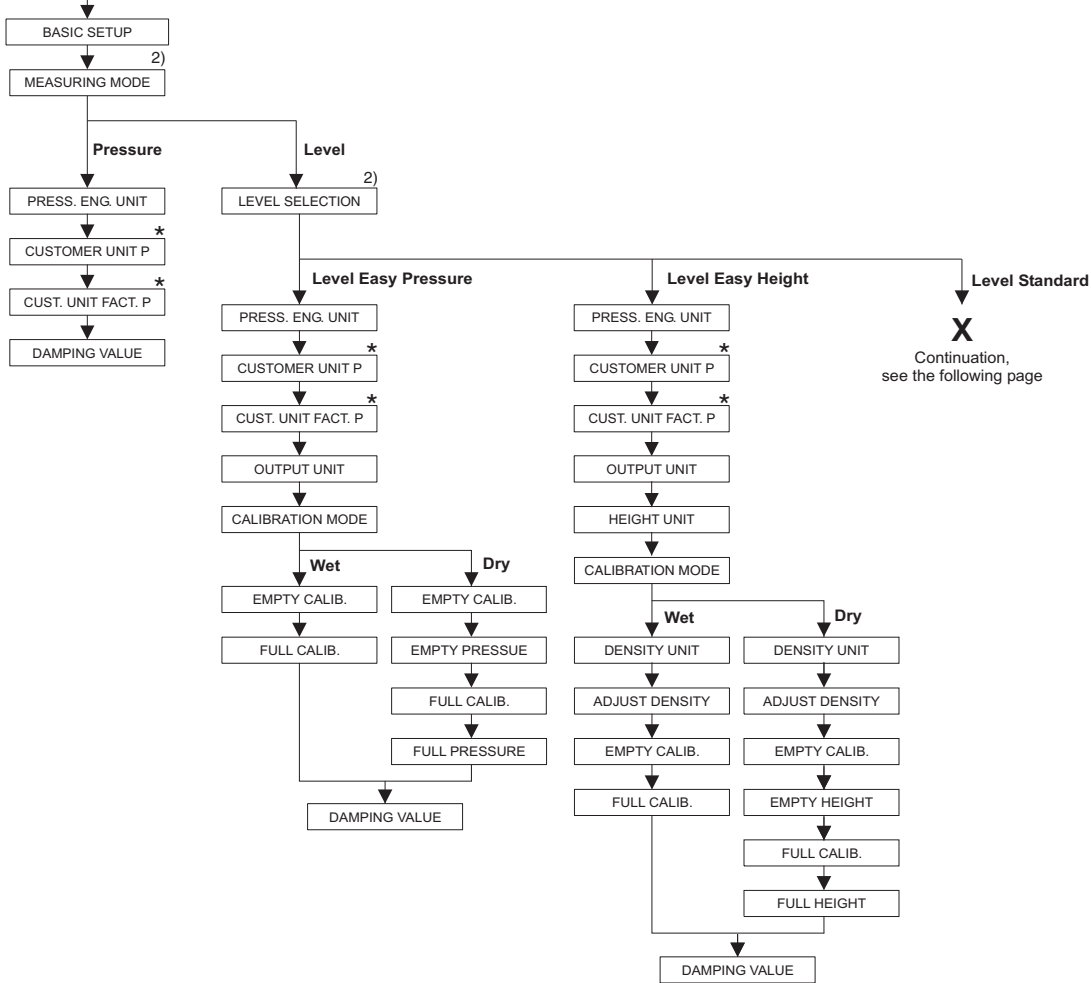 BASIC SETUP
2)
MEASURING MODE
Pressure
Level
PRESS. ENG. UNIT
*
CUSTOMER UNIT P
*
CUST. UNIT FACT. P
DAMPING VALUE
2)
LEVEL SELECTION
Level Easy Pressure
Level Easy Height
Level Standard
PRESS. ENG. UNIT
*
CUSTOMER UNIT P
*
CUST. UNIT FACT. P
OUTPUT UNIT
CALIBRATION MODE
Wet
Dry
EMPTY CALIB.
FULL CALIB.
EMPTY CALIB.
EMPTY PRESSUE
FULL CALIB.
FULL PRESSURE
DAMPING VALUE
PRESS. ENG. UNIT
*
CUSTOMER UNIT P
*
CUST. UNIT FACT. P
OUTPUT UNIT
HEIGHT UNIT
CALIBRATION MODE
Wet
Dry
DENSITY UNIT
ADJUST DENSITY
EMPTY CALIB.
FULL CALIB.
DENSITY UNIT
ADJUST DENSITY
EMPTY CALIB.
EMPTY HEIGHT
FULL CALIB.
FULL HEIGHT
DAMPING VALUE
X
Continuation,
see the following page